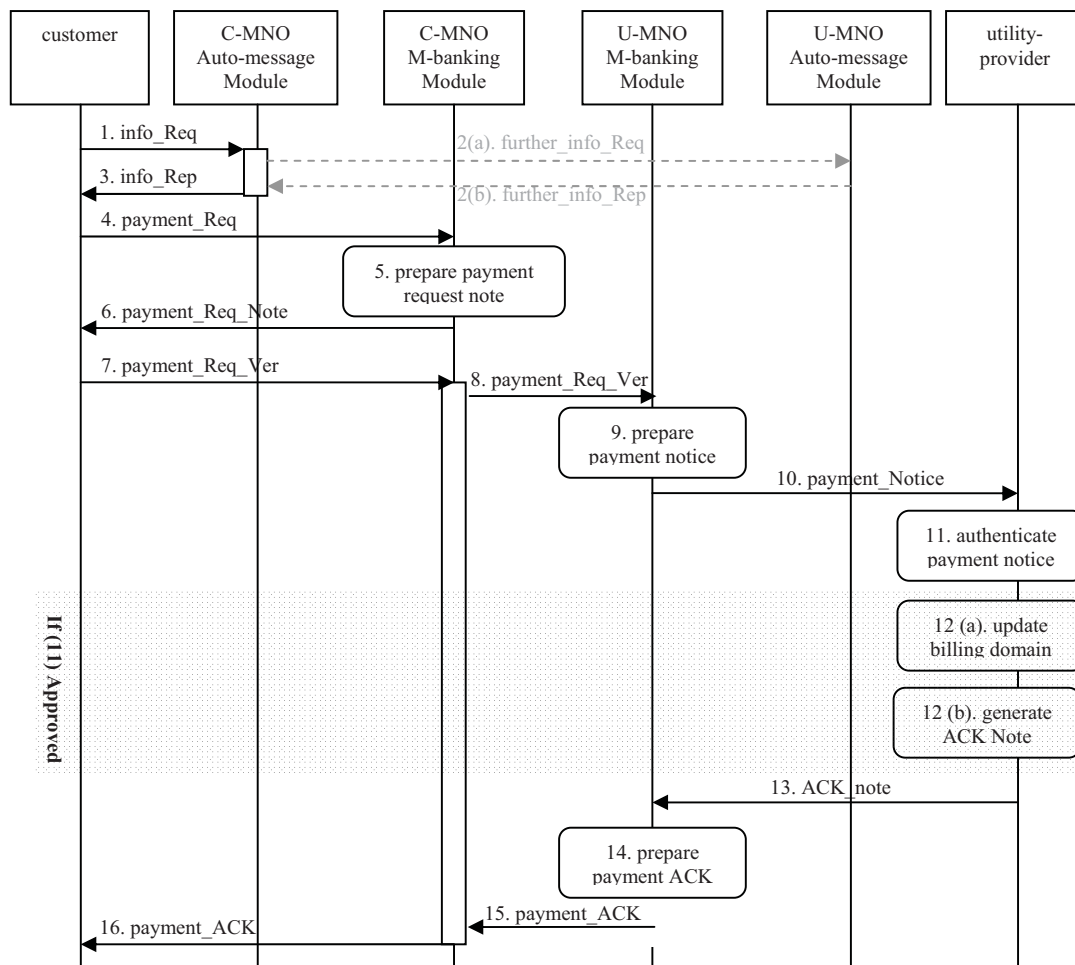 customer
C-MNO
Auto-message
Module
C-MNO
M-banking
Module
U-MNO
M-banking
Module
U-MNO
Auto-message
Module
utility-
provider
1. info_Req
2(a). further_info_Req
3. info_Rep
2(b). further_info_Rep
4. payment_Req
5. prepare payment
request note
6. payment_Req_Note
7. payment_Req_Ver
8. payment_Req_Ver
9. prepare
payment notice
10. payment_Notice
11. authenticate
payment notice
If (11) Approved
12 (a). update
billing domain
12 (b). generate
ACK Note
13. ACK_note
14. prepare
payment ACK
15. payment_ACK
16. payment_ACK